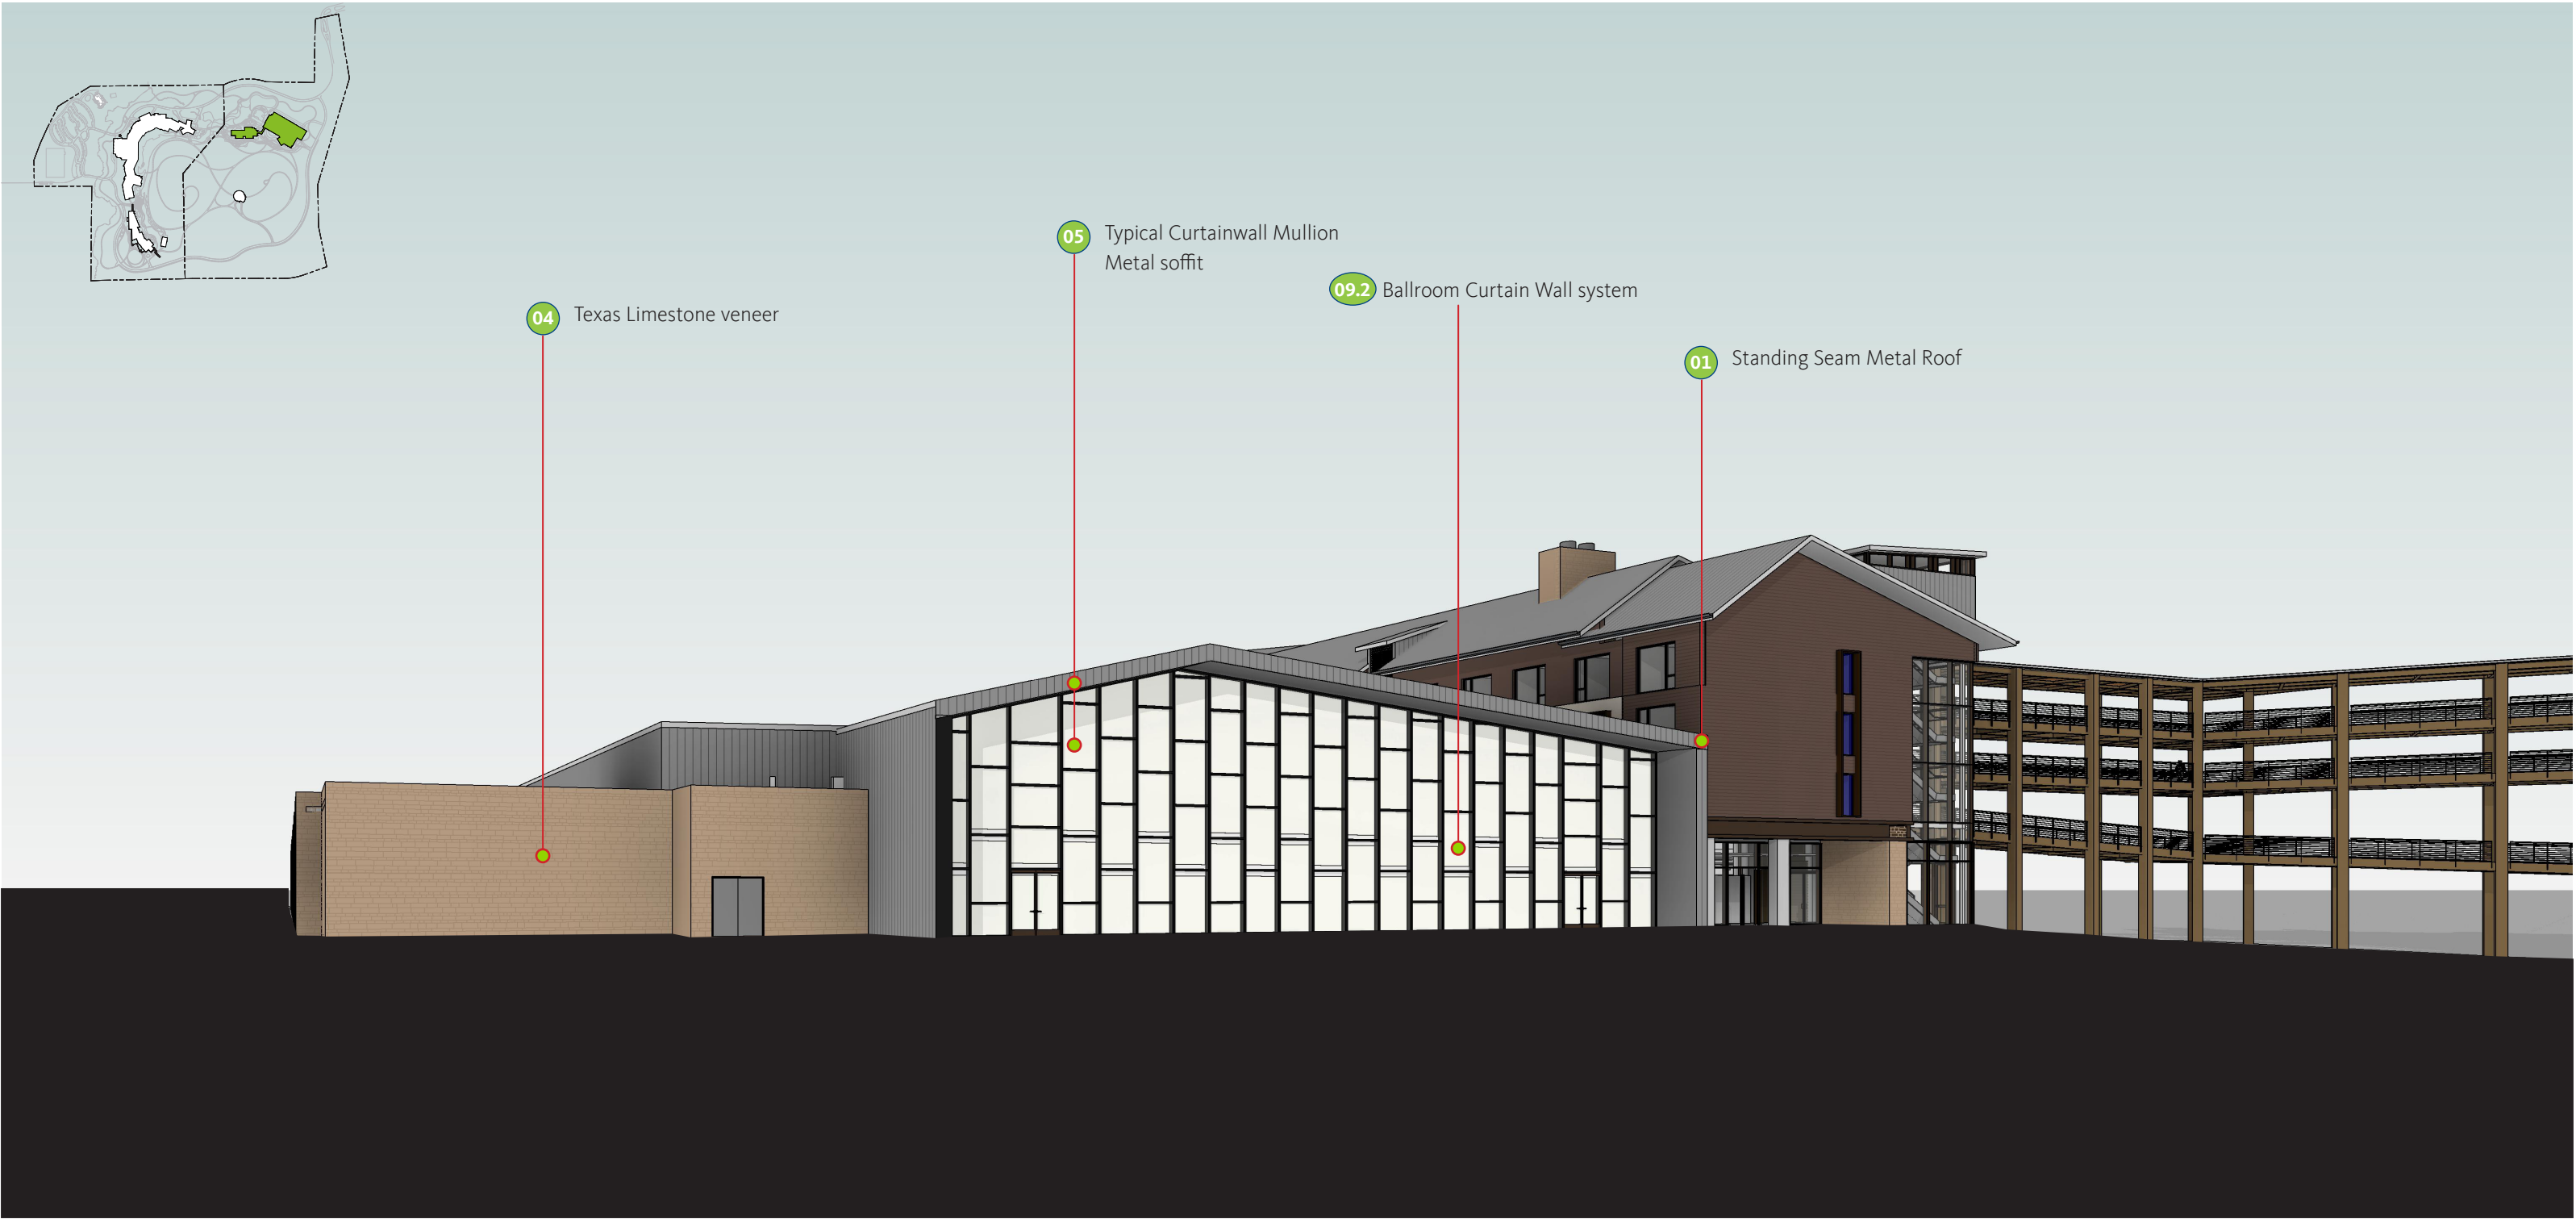 05 Typical Curtainwall Mullion
Metal soffit
09.2 Ballroom Curtain Wall system
04 Texas Limestone veneer
01 Standing Seam Metal Roof